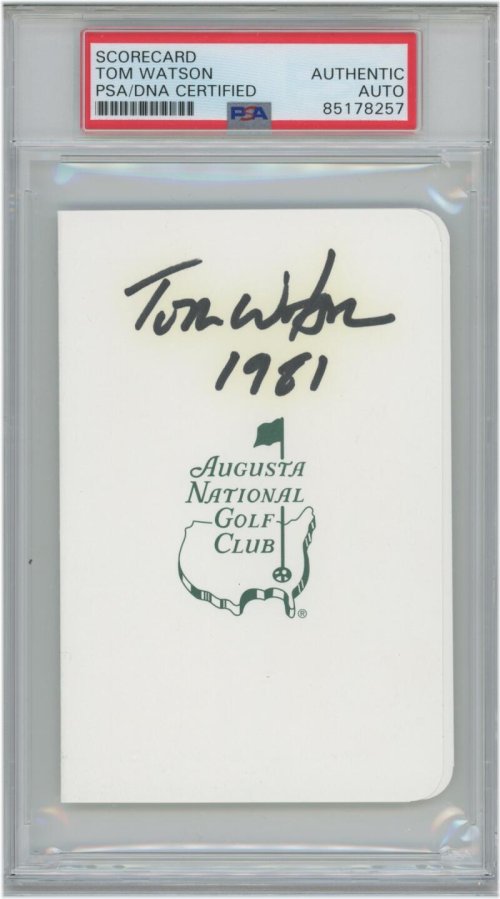 SCORECARD
TOM WATSON
PSA/DNA CERTIFIED
AUTHENTIC
AUTO
85178257
PSA
Tom Watson
1981
AUGUSTA
NATIONAL
GOLF
CLUB
®